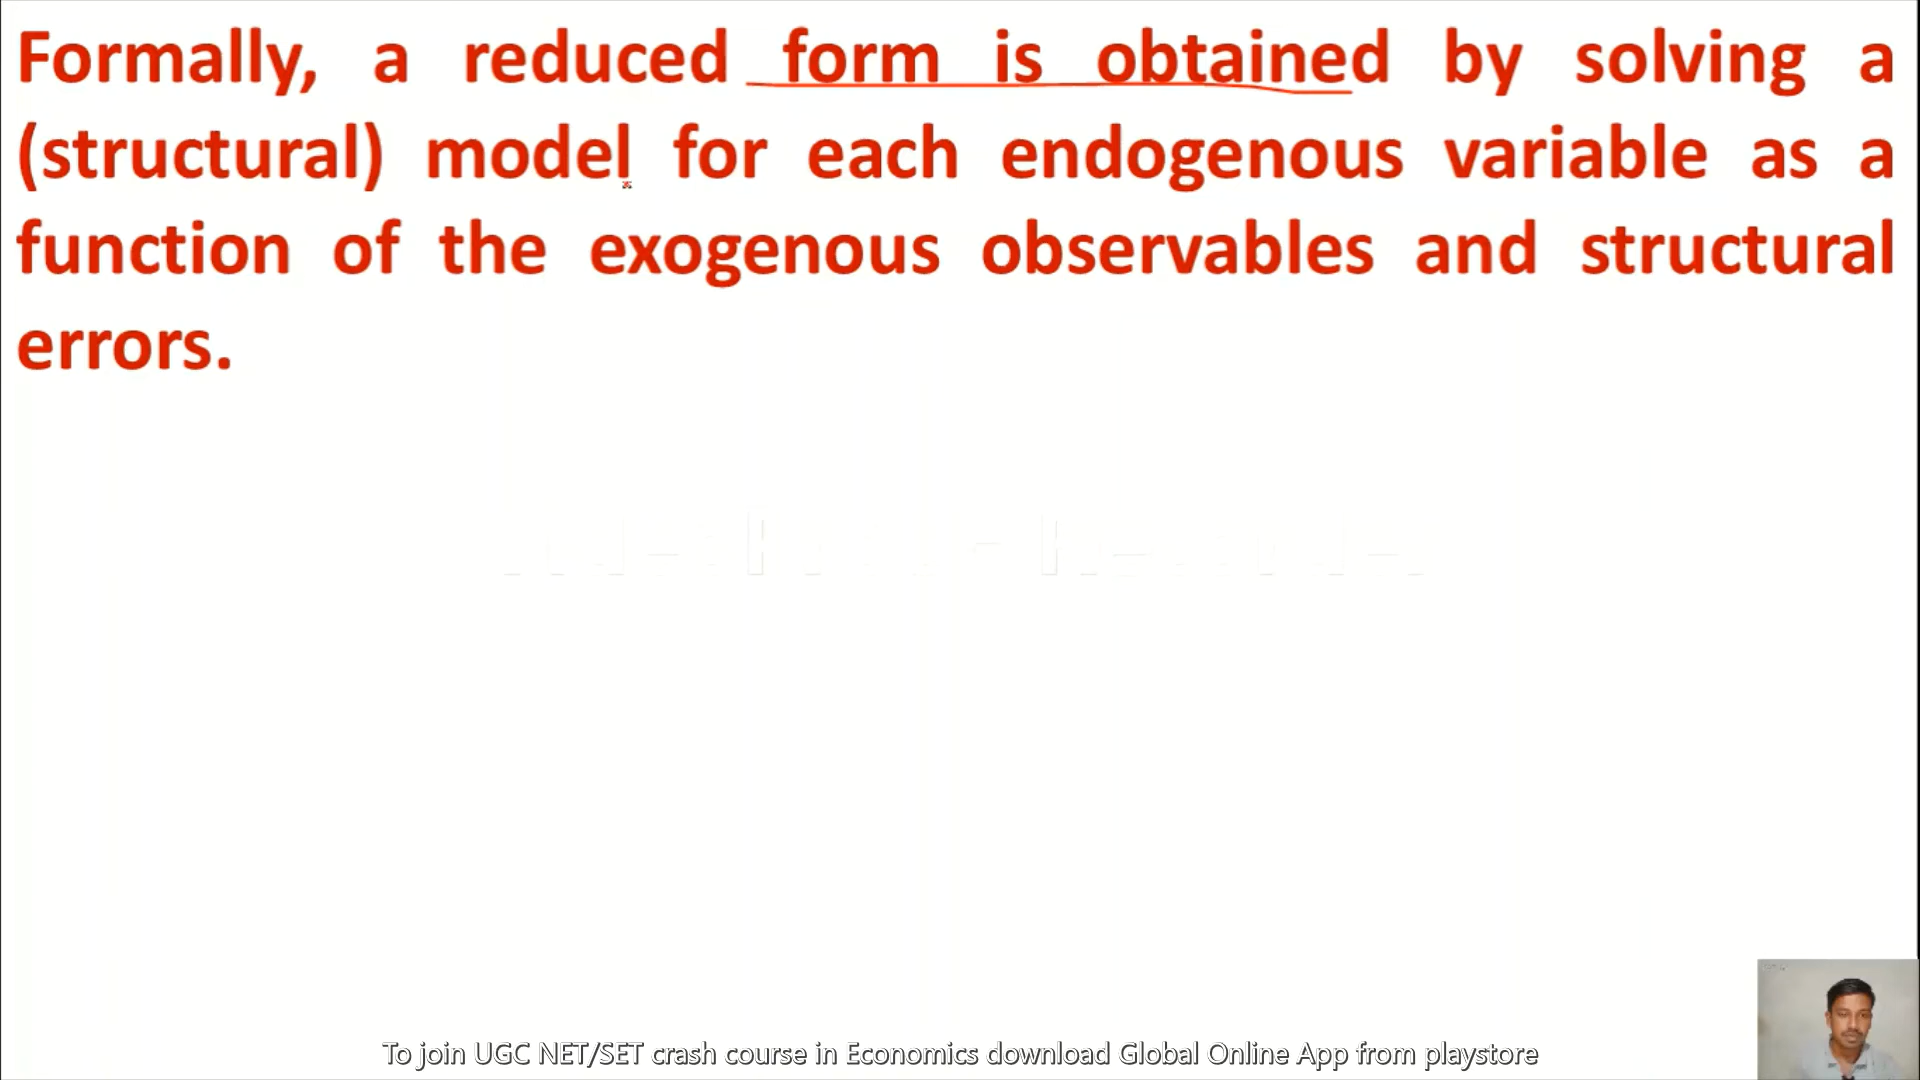 Formally, a reduced form is obtained by solving a
(structural) model for each endogenous variable as a
function of the exogenous observables and structural
errors.
To join UGC NET/SET crash course in Economics download Global Online App from playstore